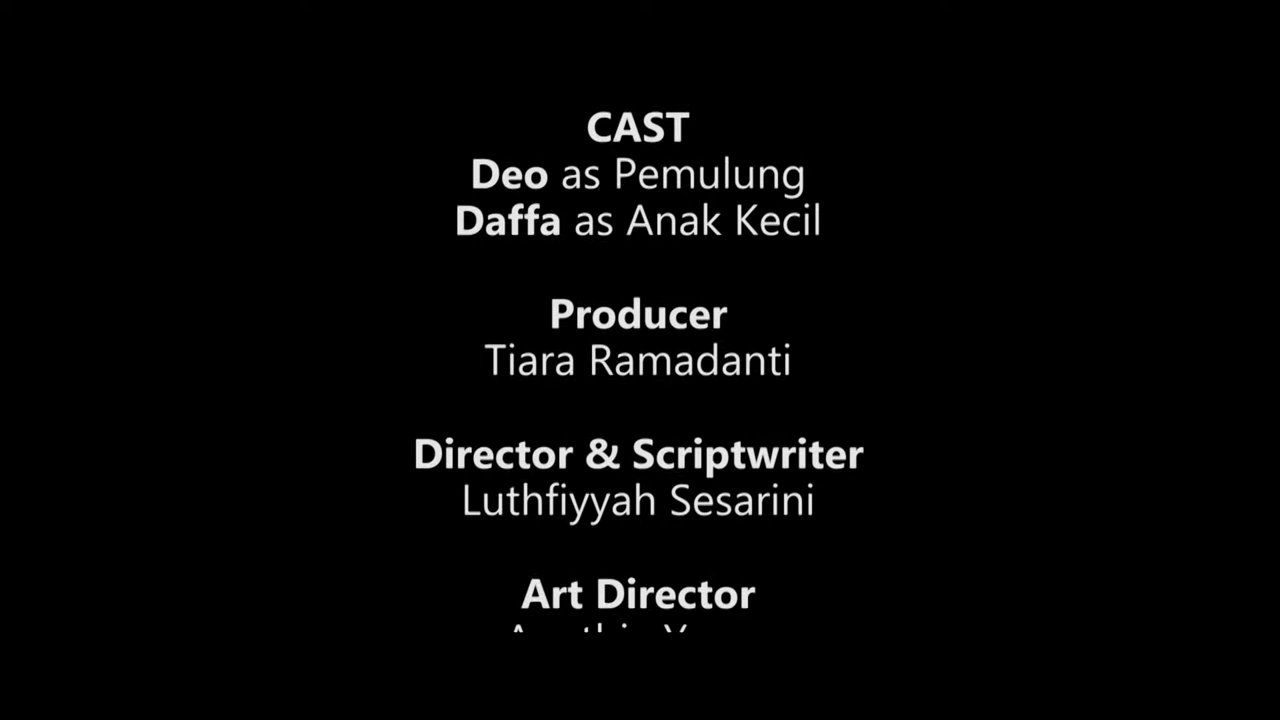 CAST
Deo as Pemulung
Daffa as Anak Kecil
Producer
Tiara Ramadanti
Director & Scriptwriter
Luthfiyyah Sesarini
Art Director